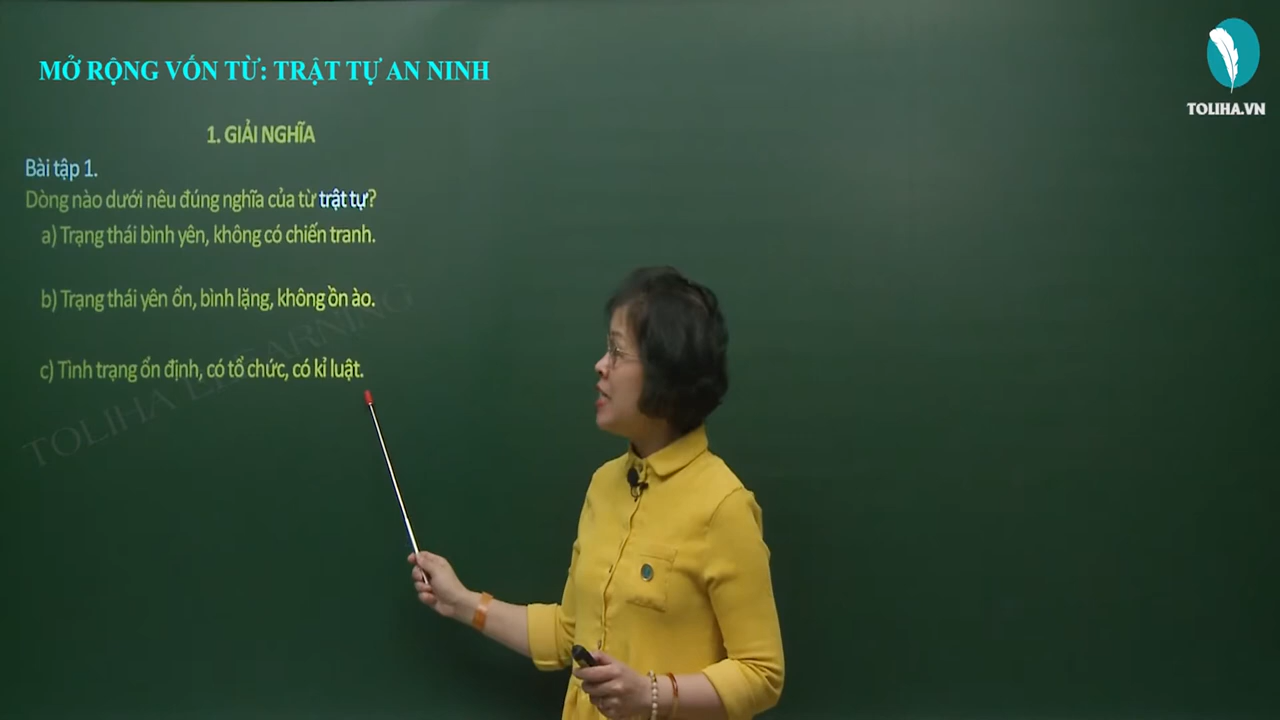 MỞ RỘNG VỐN TỪ: TRẬT TỰ AN NINH
TOLIHA.VN
1. GIẢI NGHĨA
Bài tập 1.
Dòng nào dưới nêu đúng nghĩa của từ trật tự?
a) Trạng thái bình yên, không có chiến tranh.
b) Trạng thái yên ổn, bình lặng, không ồn ào.
c) Tình trạng ổn định, có tổ chức, có kỉ luật.
TOLIHA ELEARNING